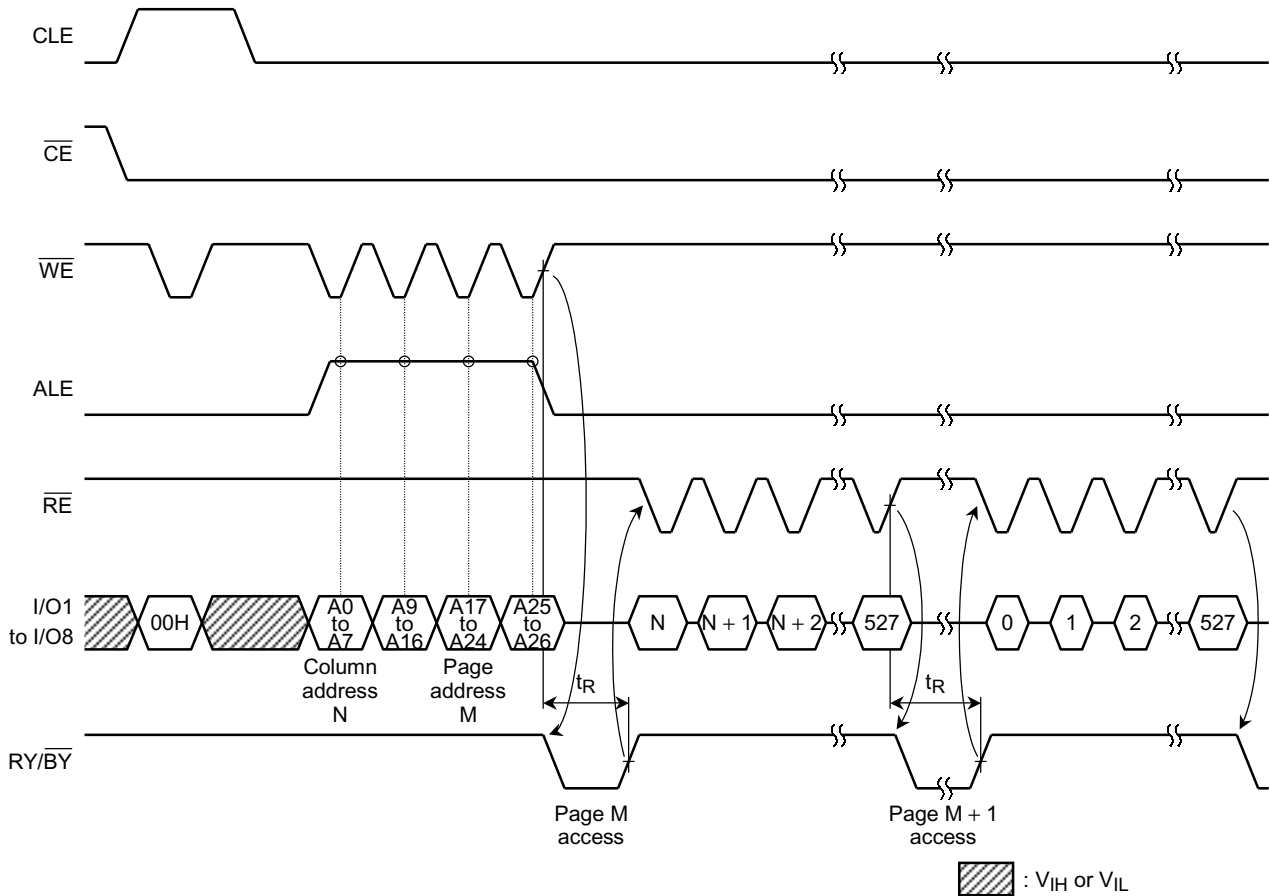 CLE
CE
WE
ALE
RE
I/O1
to I/O8
00H
A0
to
A7
A9
to
A16
A17
to
A24
A25
to
A26
N
N + 1
N + 2
527
0
1
2
527
Column
address
N
Page
address
M
tR
tR
RY/BY
Page M
access
Page M + 1
access
: VIH or VIL